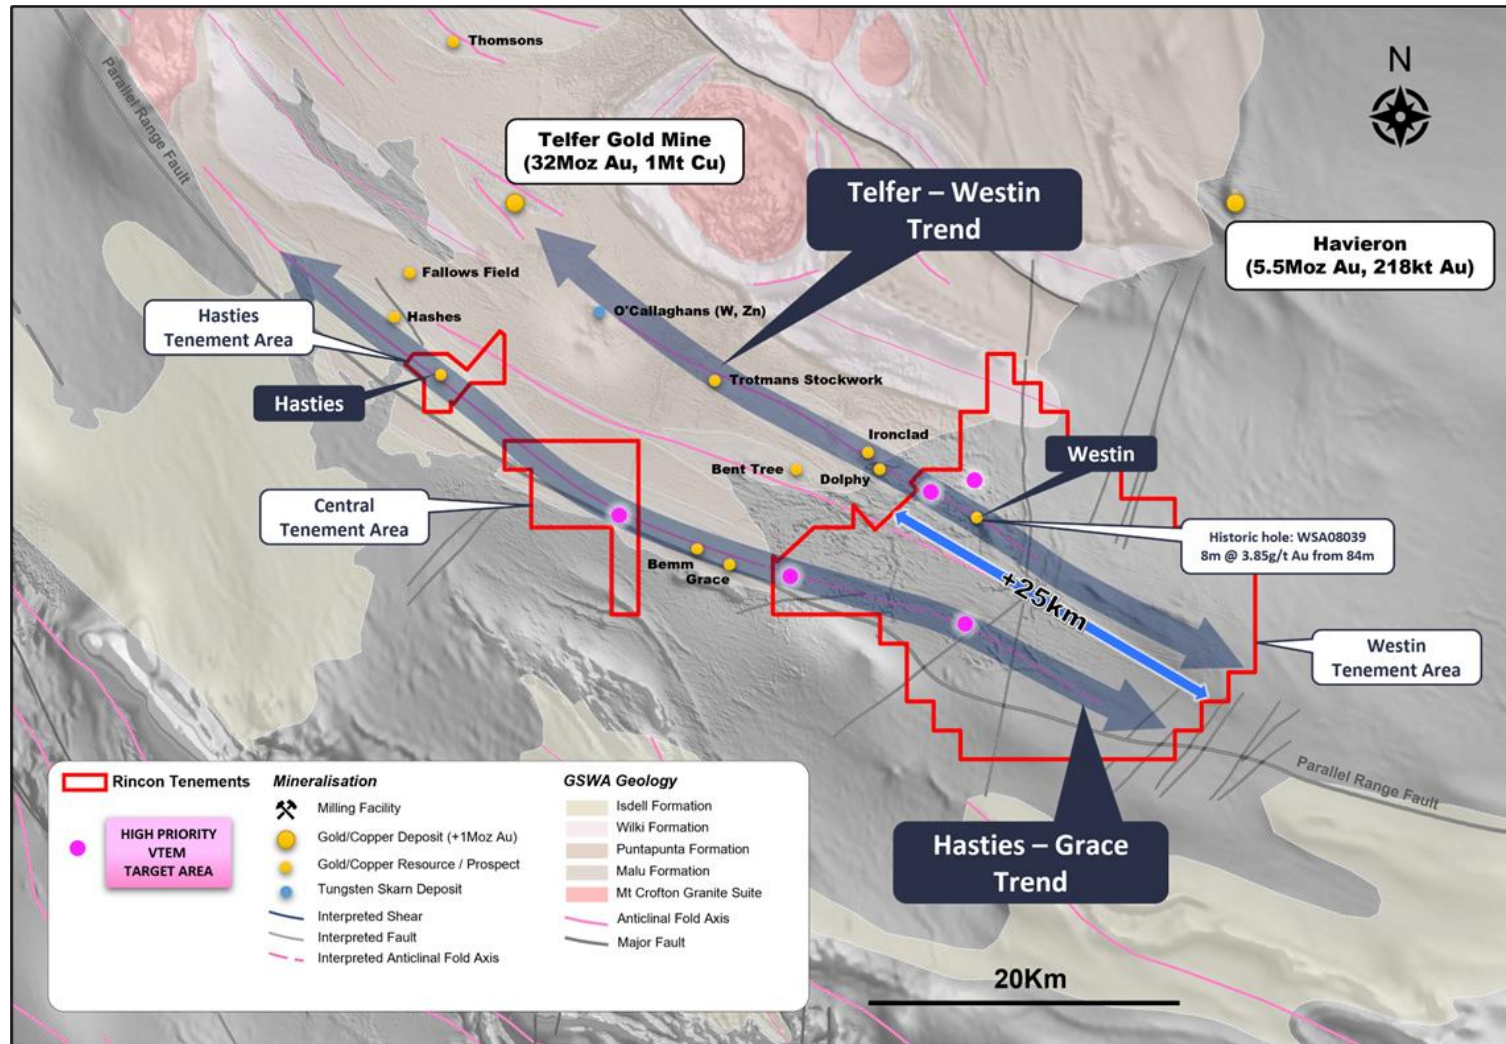 Thomsons
N
Parallel Range Fault
Telfer Gold Mine
(32Moz Au, 1Mt Cu)
Telfer – Westin
Trend
Havieron
(5.5Moz Au, 218kt Au)
Fallows Field
Hashes
O'Callaghans (W, Zn)
Hasties
Tenement Area
Hasties
Trotmans Stockwork
Ironclad
Bent Tree
Dolphy
Westin
Central
Tenement Area
Historic hole: WSA08039
8m @ 3.85g/t Au from 84m
Bemm
Grace
+25km
Westin
Tenement Area
Parallel Range Fault
Hasties – Grace
Trend
20Km
Rincon Tenements
HIGH PRIORITY
VTEM
TARGET AREA
Mineralisation
Milling Facility
Gold/Copper Deposit (+1Moz Au)
Gold/Copper Resource / Prospect
Tungsten Skarn Deposit
Interpreted Shear
Interpreted Fault
Interpreted Anticlinal Fold Axis
GSWA Geology
Isdell Formation
Wilki Formation
Puntapunta Formation
Malu Formation
Mt Crofton Granite Suite
Anticlinal Fold Axis
Major Fault